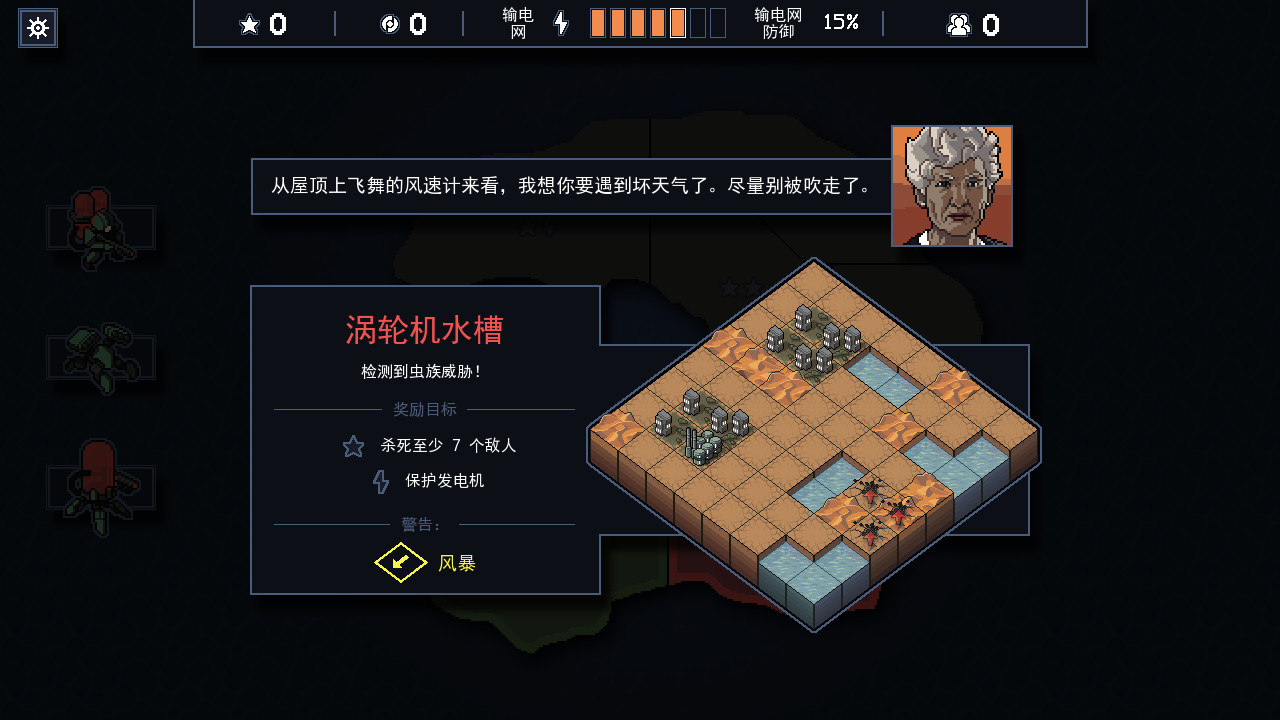 0
0
输电网
输电网防御
15%
0
从屋顶上飞舞的风速计来看，我想你要遇到坏天气了。尽量别被吹走了。
涡轮机水槽
检测到虫族威胁！
奖励目标
杀死至少 7 个敌人
保护发电机
警告：
风暴